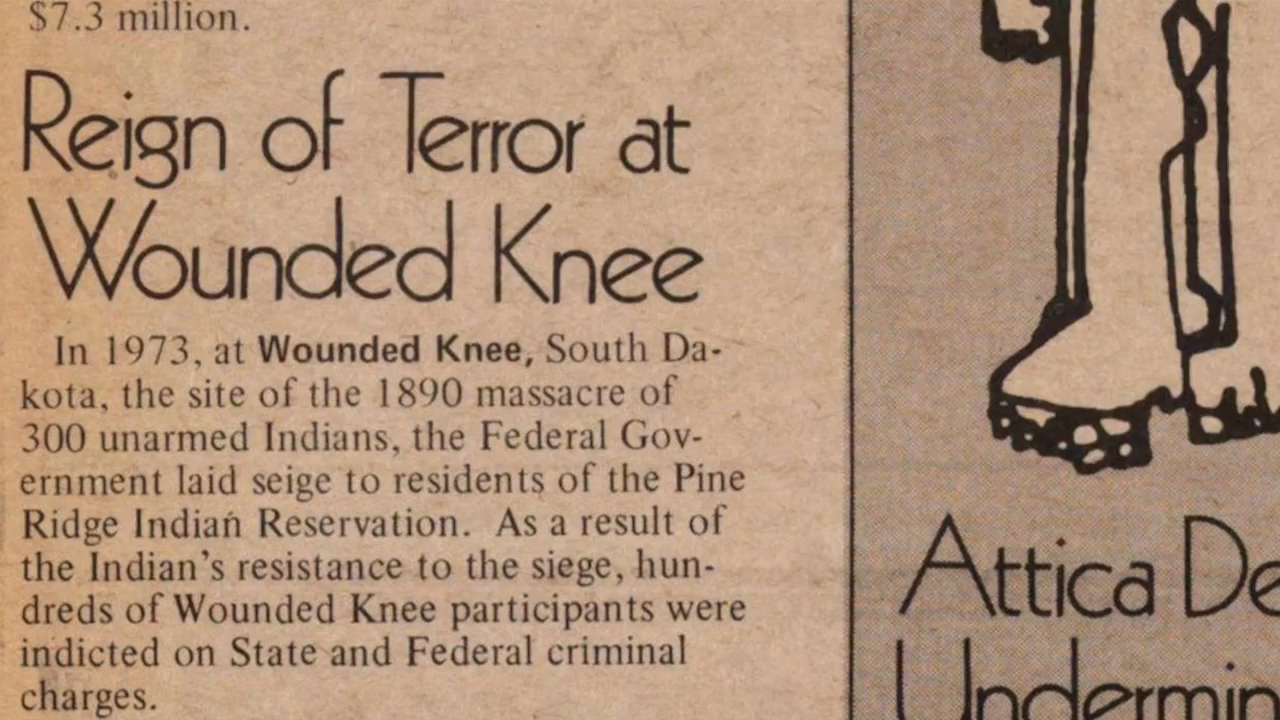 $7.3 million.
Reign of Terror at
Wounded Knee
In 1973, at Wounded Knee, South Da-
kota, the site of the 1890 massacre of
300 unarmed Indians, the Federal Gov-
ernment laid seige to residents of the Pine
Ridge Indian Reservation. As a result of
the Indian's resistance to the siege, hun-
dreds of Wounded Knee participants were
indicted on State and Federal criminal
charges.
Attica